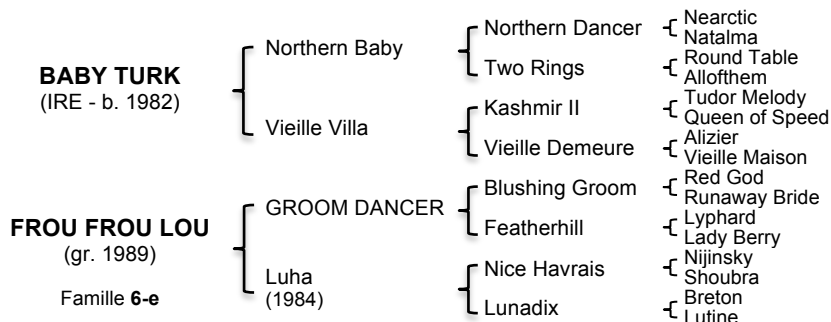 BABY TURK
(IRE - b. 1982)
FROU FROU LOU
(gr. 1989)
Famille 6-e
Northern Baby
Vieille Villa
GROOM DANCER
Luha
(1984)
Northern Dancer
Two Rings
Kashmir II
Vieille Demeure
Blushing Groom
Featherhill
Nice Havrais
Lunadix
Nearctic
Natalma
Round Table
Allofthem
Tudor Melody
Queen of Speed
Alizier
Vieille Maison
Red God
Runaway Bride
Lyphard
Lady Berry
Nijinsky
Shoubra
Breton
Lutine